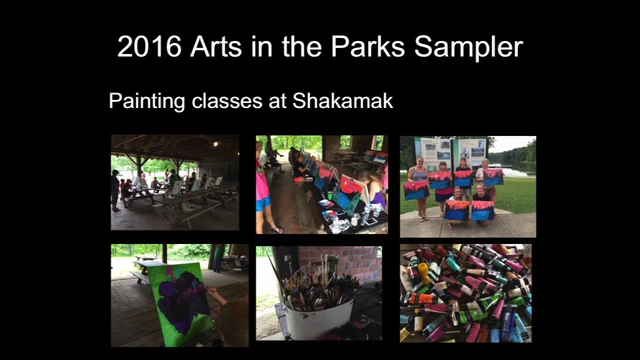 2016 Arts in the Parks Sampler
Painting classes at Shakamak